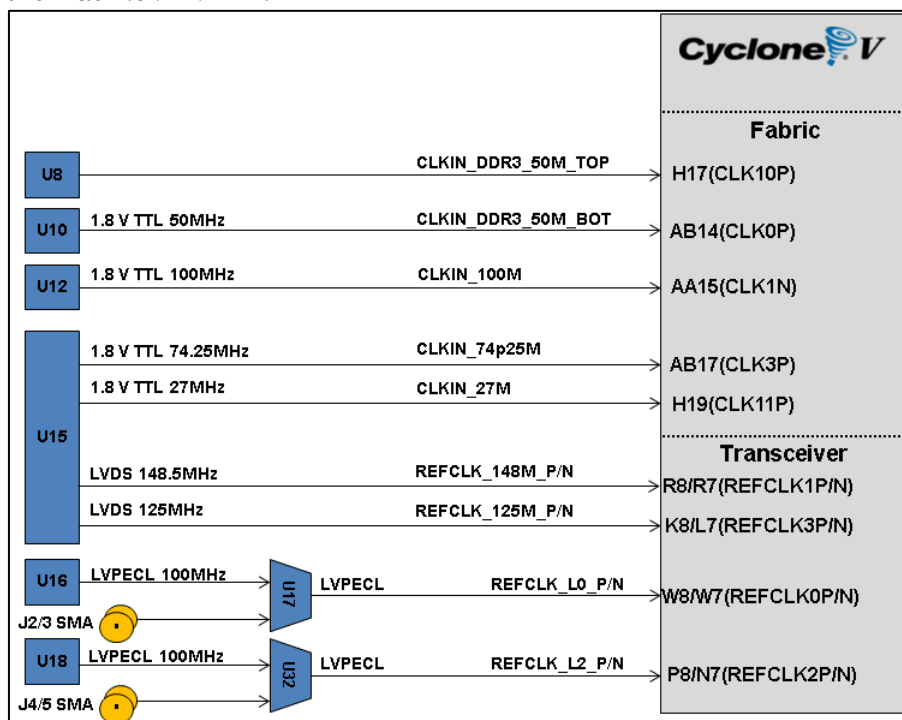 Cyclone V
Fabric
U8 CLKIN_DDR3_50M_TOP H17(CLK10P)
U10 1.8 V TTL 50MHz CLKIN_DDR3_50M_BOT AB14(CLK0P)
U12 1.8 V TTL 100MHz CLKIN_100M AA15(CLK1N)
1.8 V TTL 74.25MHz CLKIN_74p25M AB17(CLK3P)
1.8 V TTL 27MHz CLKIN_27M H19(CLK11P)
U15
Transceiver
LVDS 148.5MHz REFCLK_148M_P/N R8/R7(REFCLK1P/N)
LVDS 125MHz REFCLK_125M_P/N K8/L7(REFCLK3P/N)
U16 LVPECL 100MHz U17 LVPECL REFCLK_L0_P/N W8/W7(REFCLK0P/N)
J2/3 SMA
U18 LVPECL 100MHz U32 LVPECL REFCLK_L2_P/N P8/N7(REFCLK2P/N)
J4/5 SMA